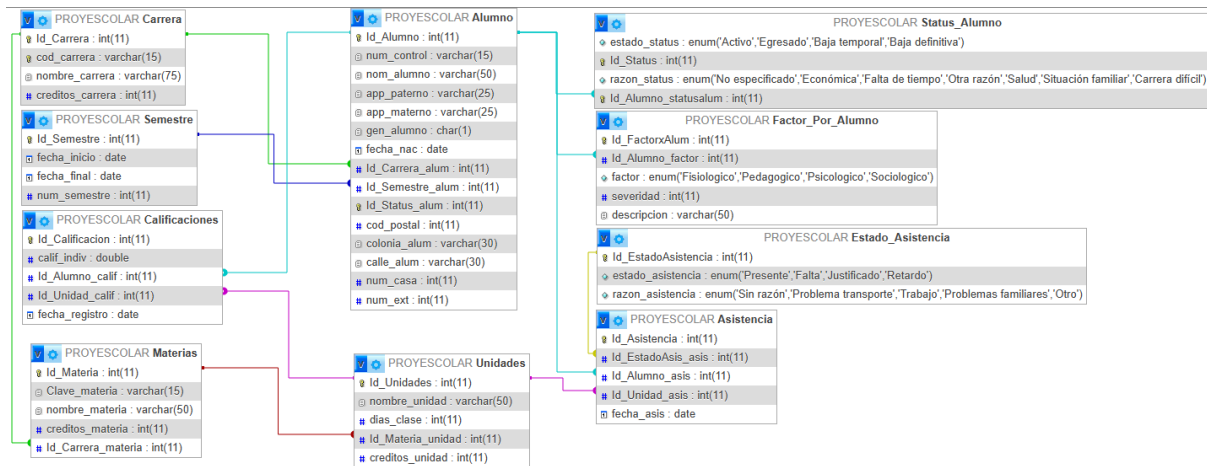 PROYESCOLAR Carrera
Id_Carrera : int(11)
cod_carrera : varchar(15)
nombre_carrera : varchar(75)
creditos_carrera : int(11)
PROYESCOLAR Semestre
Id_Semestre : int(11)
fecha_inicio : date
fecha_final : date
num_semestre : int(11)
PROYESCOLAR Calificaciones
Id_Calificacion : int(11)
calif_indiv : double
Id_Alumno_calif : int(11)
Id_Unidad_calif : int(11)
fecha_registro : date
PROYESCOLAR Materias
Id_Materia : int(11)
Clave_materia : varchar(15)
nombre_materia : varchar(50)
creditos_materia : int(11)
Id_Carrera_materia : int(11)
PROYESCOLAR Alumno
Id_Alumno : int(11)
num_control : varchar(15)
nom_alumno : varchar(50)
app_paterno : varchar(25)
app_materno : varchar(25)
gen_alumno : char(1)
fecha_nac : date
Id_Carrera_alum : int(11)
Id_Semestre_alum : int(11)
Id_Status_alum : int(11)
cod_postal : int(11)
colonia_alum : varchar(30)
calle_alum : varchar(30)
num_casa : int(11)
num_ext : int(11)
PROYESCOLAR Unidades
Id_Unidades : int(11)
nombre_unidad : varchar(50)
dias_clase : int(11)
Id_Materia_unidad : int(11)
creditos_unidad : int(11)
PROYESCOLAR Status_Alumno
estado_status : enum('Activo','Egresado','Baja temporal','Baja definitiva')
Id_Status : int(11)
razon_status : enum('No especificado','Económica','Falta de tiempo','Otra razón','Salud','Situación familiar','Carrera difícil')
Id_Alumno_statusalum : int(11)
PROYESCOLAR Factor_Por_Alumno
Id_FactorxAlum : int(11)
Id_Alumno_factor : int(11)
factor : enum('Fisiologico','Pedagogico','Psicologico','Sociologico')
severidad : int(11)
descripcion : varchar(50)
PROYESCOLAR Estado_Asistencia
Id_EstadoAsistencia : int(11)
estado_asistencia : enum('Presente','Falta','Justificado','Retardo')
razon_asistencia : enum('Sin razón','Problema transporte','Trabajo','Problemas familiares','Otro')
PROYESCOLAR Asistencia
Id_Asistencia : int(11)
Id_EstadoAsis_asis : int(11)
Id_Alumno_asis : int(11)
Id_Unidad_asis : int(11)
fecha_asis : date